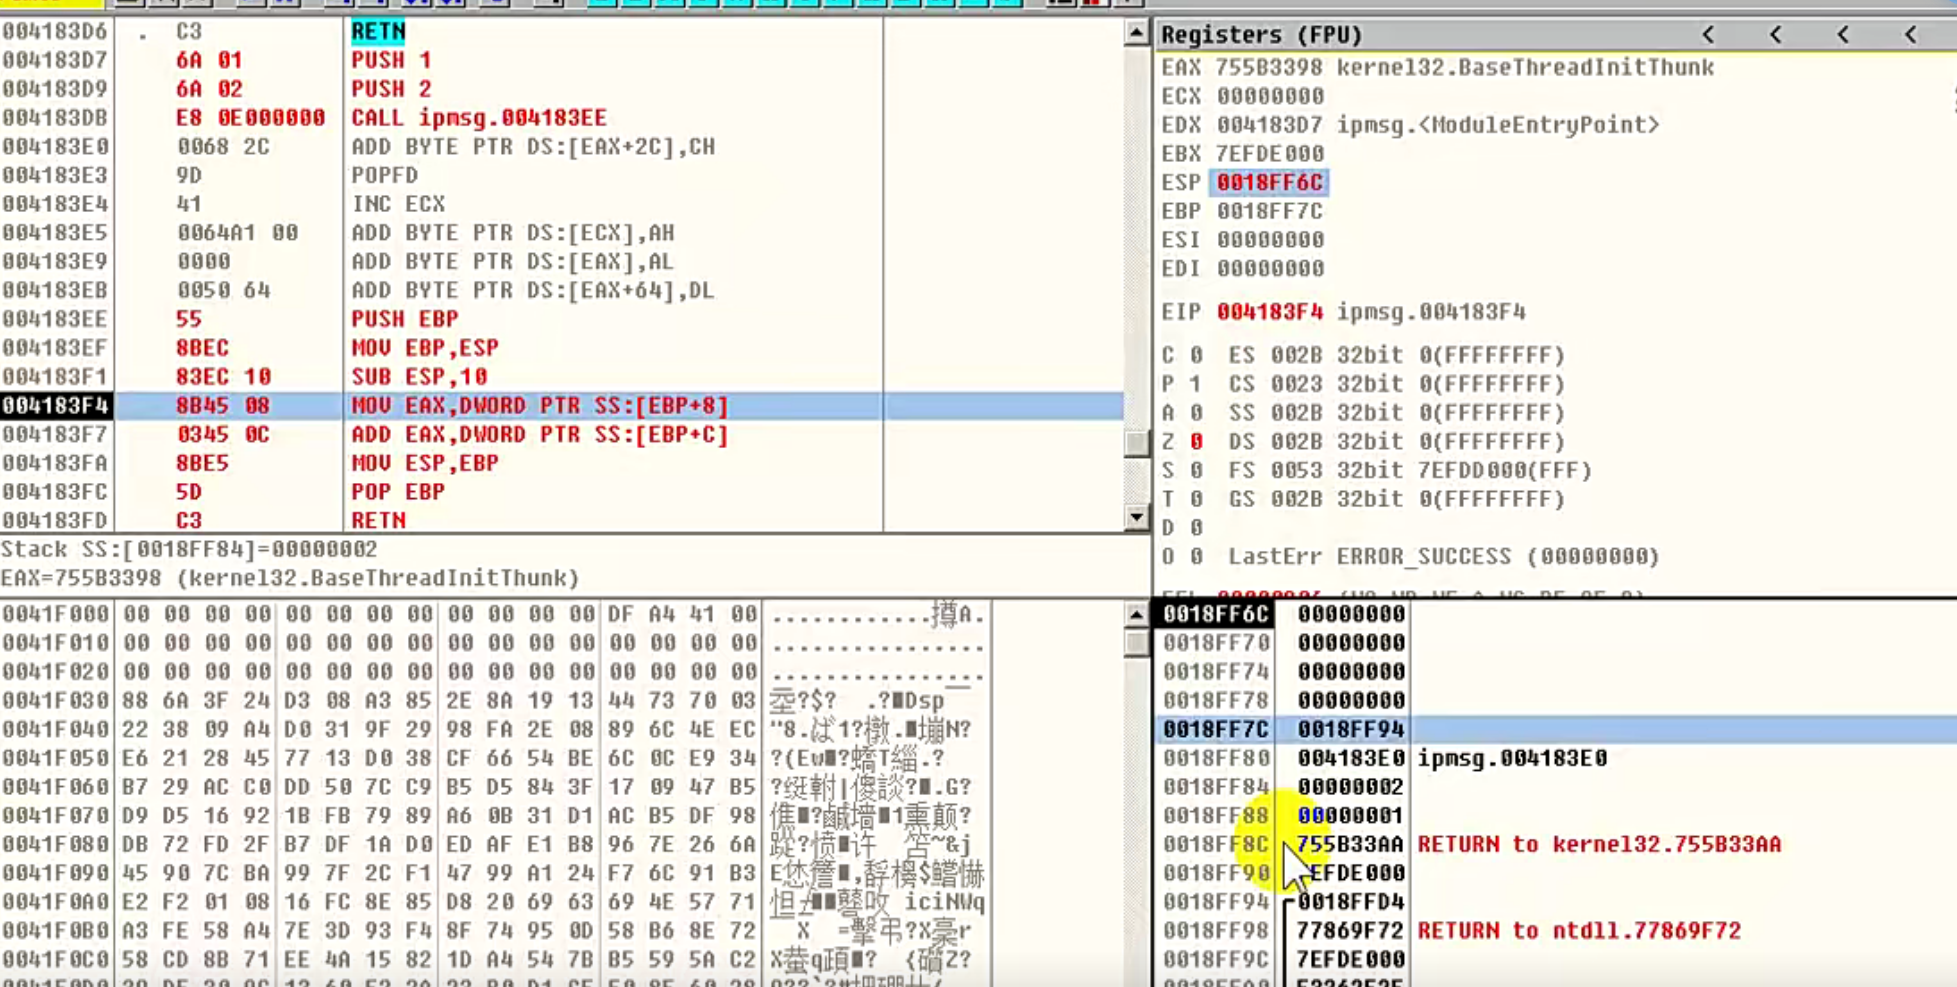 004183D6 . C3 RETN
004183D7 6A 01 PUSH 1
004183D9 6A 02 PUSH 2
004183DB E8 0E000000 CALL ipmsg.004183EE
004183E0 0068 2C ADD BYTE PTR DS:[EAX+2C],CH
004183E3 9D POPFD
004183E4 41 INC ECX
004183E5 0064A1 00 ADD BYTE PTR DS:[ECX],AH
004183E9 0000 ADD BYTE PTR DS:[EAX],AL
004183EB 0050 64 ADD BYTE PTR DS:[EAX+64],DL
004183EE 55 PUSH EBP
004183EF 8BEC MOV EBP,ESP
004183F1 83EC 10 SUB ESP,10
004183F4 8B45 08 MOV EAX,DWORD PTR SS:[EBP+8]
004183F7 0345 0C ADD EAX,DWORD PTR SS:[EBP+C]
004183FA 8BE5 MOV ESP,EBP
004183FC 5D POP EBP
004183FD C3 RETN
Stack SS:[0018FF84]=00000002
EAX=755B3398 (kernel32.BaseThreadInitThunk)
Registers (FPU) < < < <
EAX 755B3398 kernel32.BaseThreadInitThunk
ECX 00000000
EDX 004183D7 ipmsg.<ModuleEntryPoint>
EBX 7EFDE000
ESP 0018FF6C
EBP 0018FF7C
ESI 00000000
EDI 00000000
EIP 004183F4 ipmsg.004183F4
C 0 ES 002B 32bit 0(FFFFFFFF)
P 1 CS 0023 32bit 0(FFFFFFFF)
A 0 SS 002B 32bit 0(FFFFFFFF)
Z 0 DS 002B 32bit 0(FFFFFFFF)
S 0 FS 0053 32bit 7EFDD000(FFF)
T 0 GS 002B 32bit 0(FFFFFFFF)
D 0
O 0 LastErr ERROR_SUCCESS (00000000)
0041F000 00 00 00 00 00 00 00 00 00 00 00 00 DF A4 41 00 ............撙A.
0041F010 00 00 00 00 00 00 00 00 00 00 00 00 00 00 00 00 ................
0041F020 00 00 00 00 00 00 00 00 00 00 00 00 00 00 00 00 ................
0041F030 88 6A 3F 24 D3 08 A3 85 2E 8A 19 13 44 73 70 03
0041F040 22 38 09 A4 D0 31 9F 29 98 FA 2E 08 89 6C 4E EC
0041F050 E6 21 28 45 77 13 D0 38 CF 66 54 BE 6C 0C E9 34
0041F060 B7 29 AC C0 DD 50 7C C9 B5 D5 84 3F 17 09 47 B5
0041F070 D9 D5 16 92 1B FB 79 89 A6 0B 31 D1 AC B5 DF 98
0041F080 DB 72 FD 2F B7 DF 1A D0 ED AF E1 B8 96 7E 26 6A
0041F090 45 90 7C BA 99 7F 2C F1 47 99 A1 24 F7 6C 91 B3
0041F0A0 E2 F2 01 08 16 FC 8E 85 D8 20 69 63 69 4E 57 71
0041F0B0 A3 FE 58 A4 7E 3D 93 F4 8F 74 95 0D 58 B6 8E 72
0041F0C0 58 CD 8B 71 EE 4A 15 82 1D A4 54 7B B5 59 5A C2
0018FF6C 00000000
0018FF70 00000000
0018FF74 00000000
0018FF78 00000000
0018FF7C 0018FF94
0018FF80 004183E0 ipmsg.004183E0
0018FF84 00000002
0018FF88 00000001
0018FF8C 755B33AA RETURN to kernel32.755B33AA
0018FF90 EFDE000
0018FF94 0018FFD4
0018FF98 77869F72 RETURN to ntdll.77869F72
0018FF9C 7EFDE000